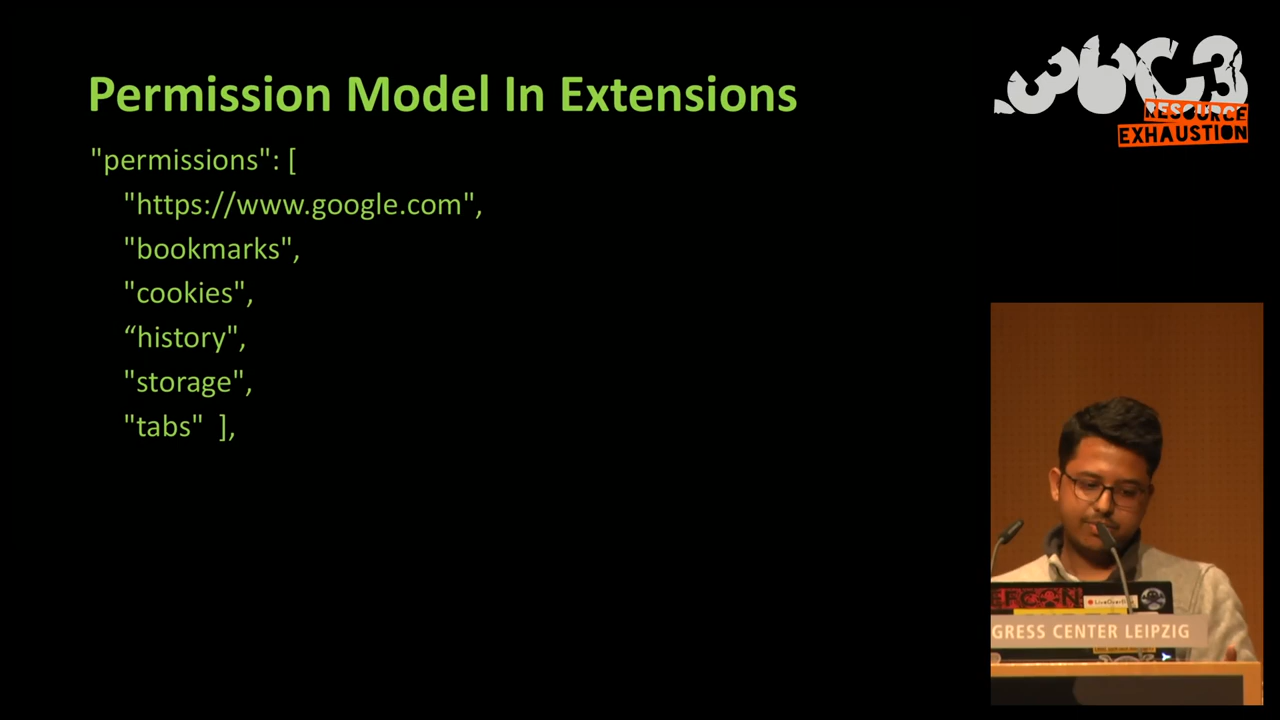 Permission Model In Extensions
"permissions": [
"https://www.google.com",
"bookmarks",
"cookies",
“history",
"storage",
"tabs" ],
36C3
RESOURCE
EXHAUSTION
LiveOverflow
GRESS CENTER LEIPZIG